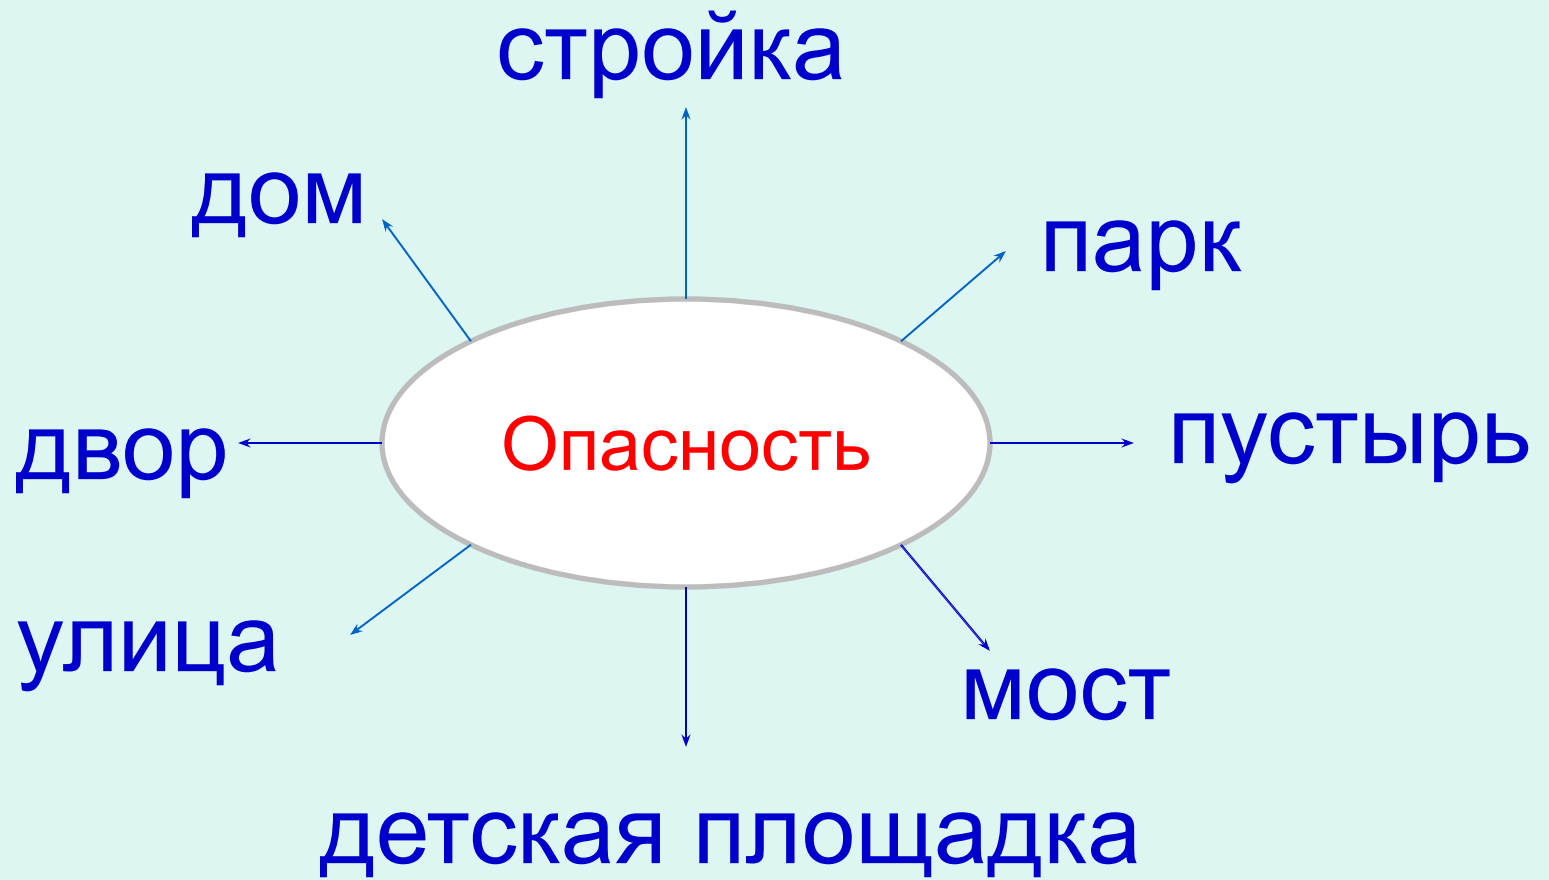 стройка
дом
парк
Опасность
двор
пустырь
улица
мост
детская площадка